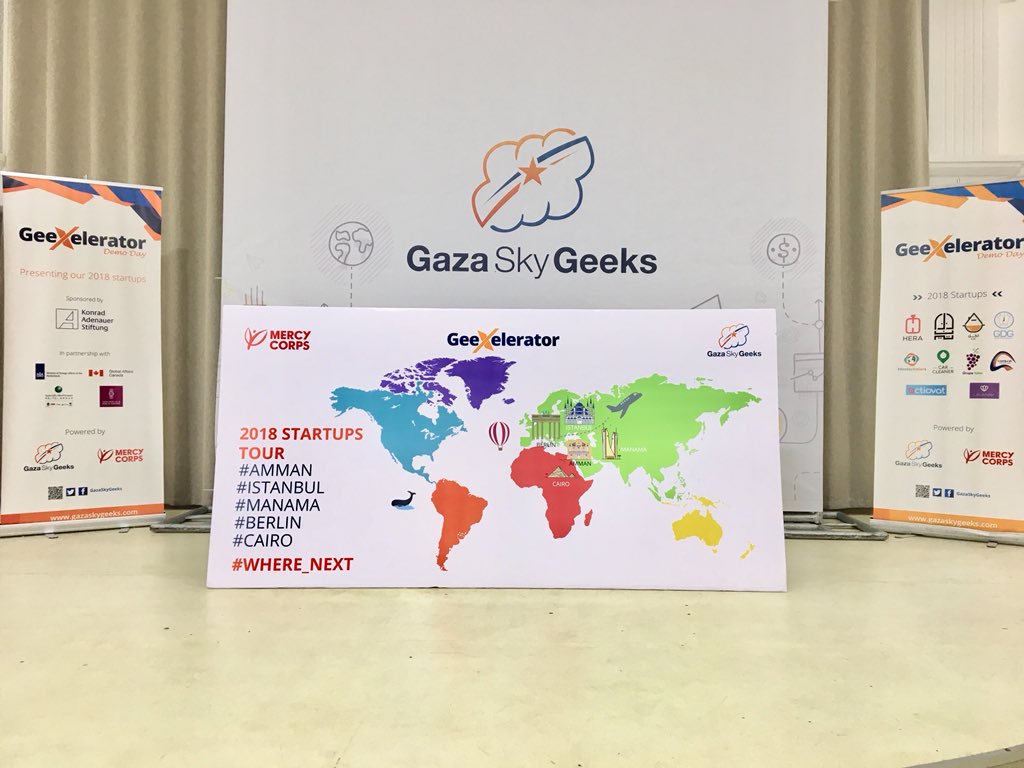 GeeXelerator
Demo Day
Presenting our 2018 startups
Sponsored by
Konrad
Adenauer
Stiftung
In partnership with
Global Affairs
Canada
Powered by
Gaza Sky Geeks
MERCY
CORPS
GazaSkyGeeks
www.gazaskygeeks.com
Gaza Sky Geeks
MERCY
CORPS
GeeXelerator
Gaza Sky Geeks
2018 STARTUPS
TOUR
#AMMAN
#ISTANBUL
#MANAMA
#BERLIN
#CAIRO
#WHERE_NEXT
BERLIN
ISTANBUL
AMMAN
MANAMA
CAIRO
GeeXelerator
Demo Day
2018 Startups
HERA
GDG
CAR
CLEANER
actiovat
Powered by
Gaza Sky Geeks
MERCY
CORPS
GazaSkyGeeks
www.gazaskygeeks.com